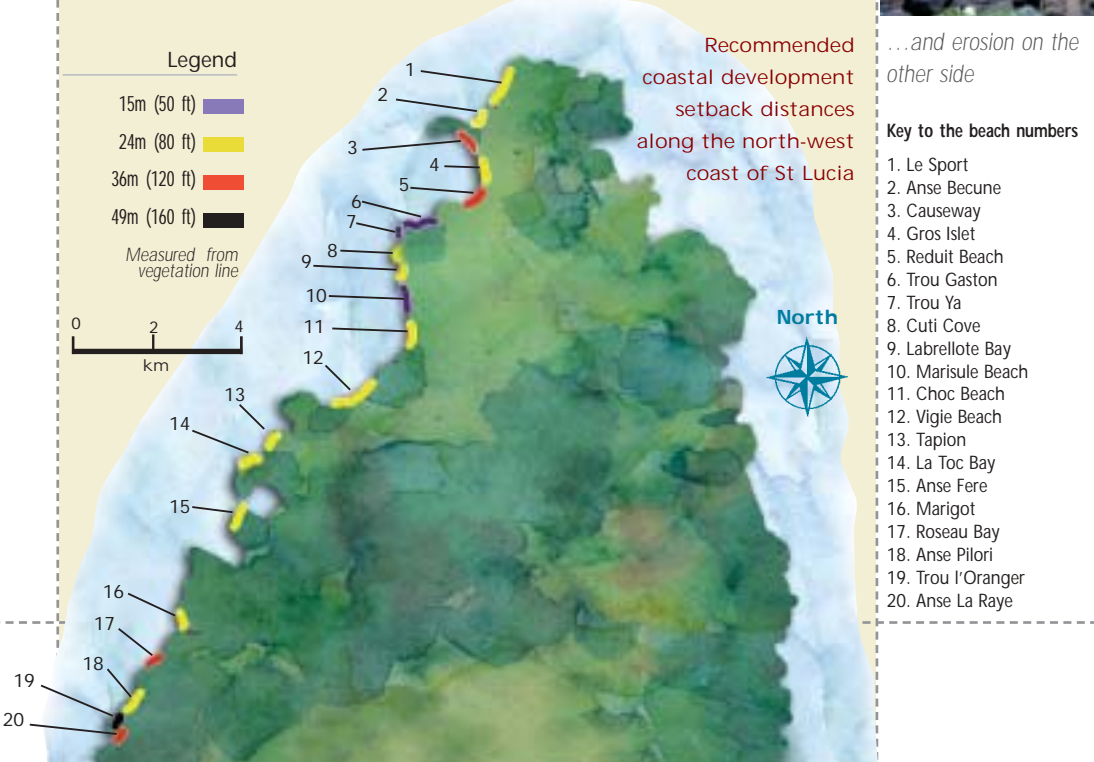 Legend
15m (50 ft)
24m (80 ft)
36m (120 ft)
49m (160 ft)
Measured from
vegetation line
0 2 4
km
Recommended
coastal development
setback distances
along the north-west
coast of St Lucia
1
2
3
4
5
6
7
8
9
10
11
12
13
14
15
16
17
18
19
20
North
...and erosion on the
other side
Key to the beach numbers
1. Le Sport
2. Anse Becune
3. Causeway
4. Gros Islet
5. Reduit Beach
6. Trou Gaston
7. Trou Ya
8. Cuti Cove
9. Labrellote Bay
10. Marisule Beach
11. Choc Beach
12. Vigie Beach
13. Tapion
14. La Toc Bay
15. Anse Fere
16. Marigot
17. Roseau Bay
18. Anse Pilori
19. Trou l'Oranger
20. Anse La Raye